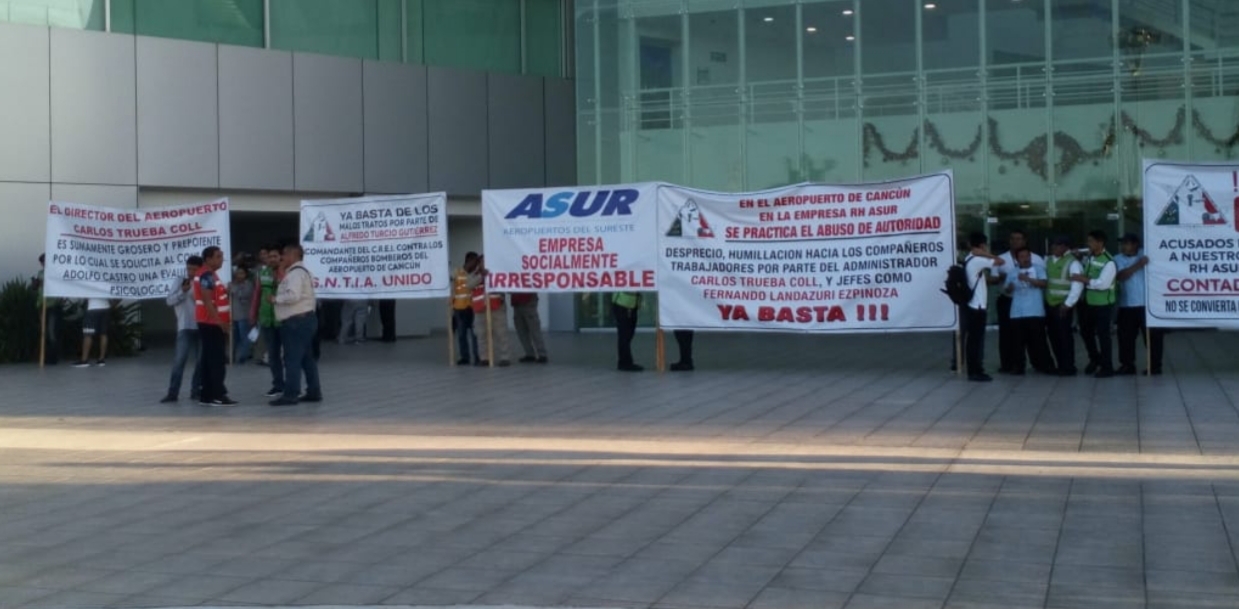 EL DIRECTOR DEL AEROPUERTO
CARLOS TRUEBA COLL
ES SUMAMENTE GROSERO Y PREPOTENTE
POR LO CUAL SE SOLICITA AL
ADOLFO CASTRO UNA
PSICOLOGICA
YA BASTA DE LOS
MALOS TRATOS POR PARTE DE
ALFREDO TURCIO GUTIERREZ
COMANDANTE DEL C.R.E.I. CONTRA LOS
COMPAÑEROS BOMBEROS DEL
AEROPUERTO DE CANCÚN
S.N.T.I.A. UNIDO
ASUR
AEROPUERTOS DEL SURESTE
EMPRESA
SOCIALMENTE
IRRESPONSABLE
EN EL AEROPUERTO DE CANCÚN
EN LA EMPRESA RH ASUR
SE PRACTICA EL ABUSO DE AUTORIDAD
DESPRECIO, HUMILLACION HACIA LOS COMPAÑEROS
TRABAJADORES POR PARTE DEL ADMINISTRADOR
CARLOS TRUEBA COLL, Y JEFES COMO
FERNANDO LANDAZURI EZPINOZA
YA BASTA !!!
ACUSADOS
A NUESTRO
RH ASU
CONTAD
NO SE CONVIERTA